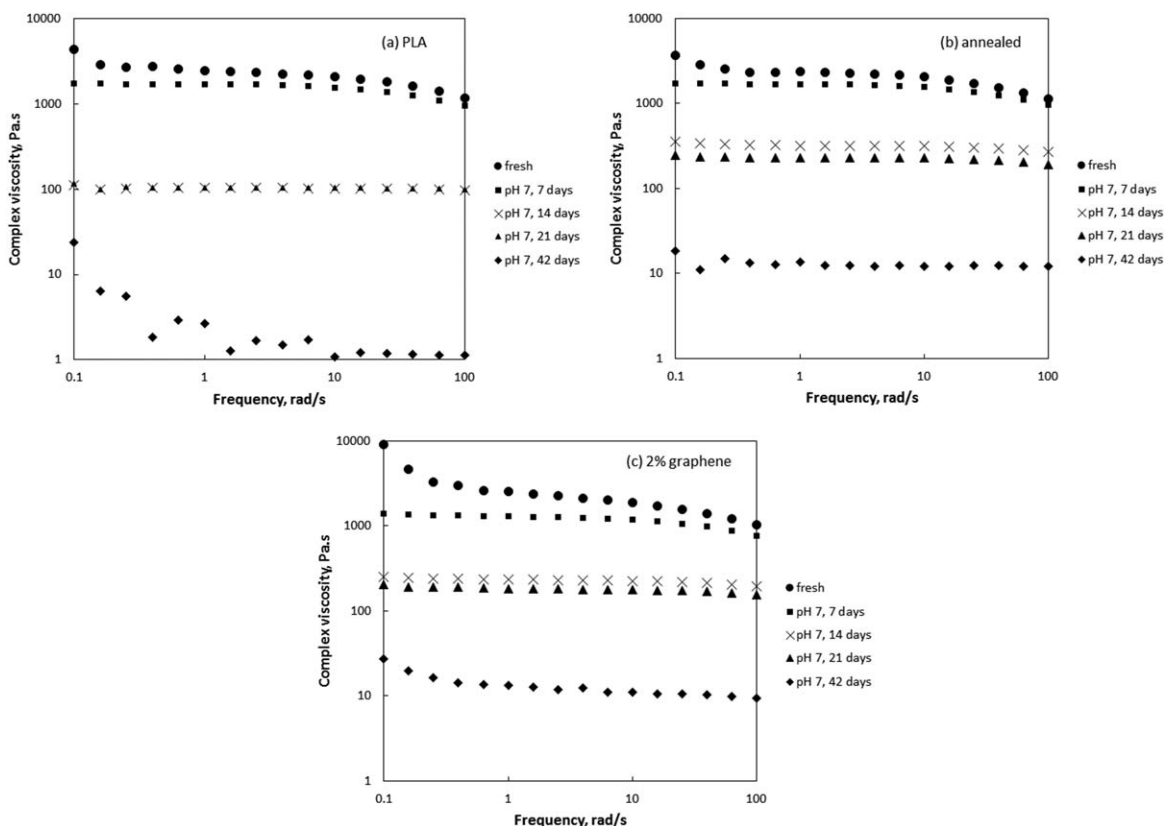 (a) PLA
Complex viscosity, Pa.s
10000
1000
100
10
1
0.1
1
10
100
Frequency, rad/s
fresh
pH 7, 7 days
pH 7, 14 days
pH 7, 21 days
pH 7, 42 days
(b) annealed
Complex viscosity, Pa.s
10000
1000
100
10
1
0.1
1
10
100
Frequency, rad/s
fresh
pH 7, 7 days
pH 7, 14 days
pH 7, 21 days
pH 7, 42 days
(c) 2% graphene
Complex viscosity, Pa.s
10000
1000
100
10
1
0.1
1
10
100
Frequency, rad/s
fresh
pH 7, 7 days
pH 7, 14 days
pH 7, 21 days
pH 7, 42 days